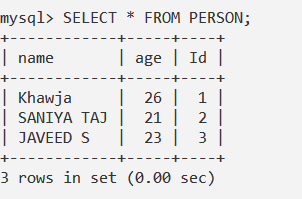 mysql> SELECT * FROM PERSON;
+------------+-----+----+
| name       | age | Id |
+------------+-----+----+
| Khawja     |  26 |  1 |
| SANIYA TAJ |  21 |  2 |
| JAVEED S   |  23 |  3 |
+------------+-----+----+
3 rows in set (0.00 sec)